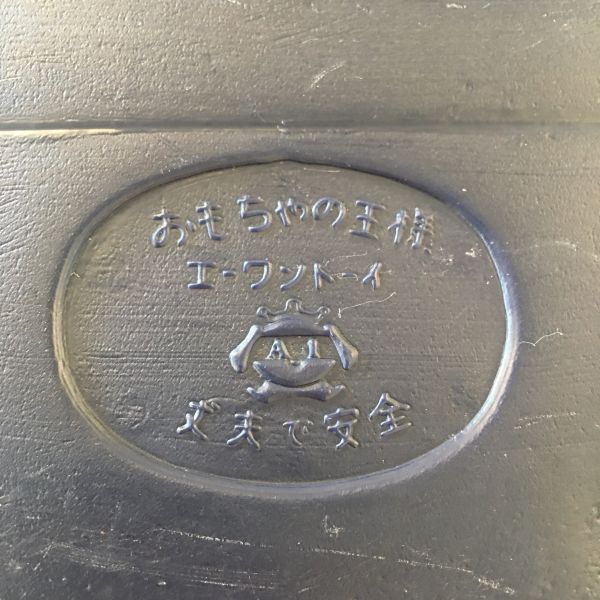 おもちゃの王様
エーワントーイ
A1
丈夫で安全